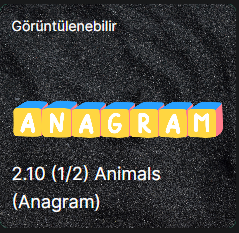 Görüntülenebilir
ANAGRAM
2.10 (1/2) Animals
(Anagram)